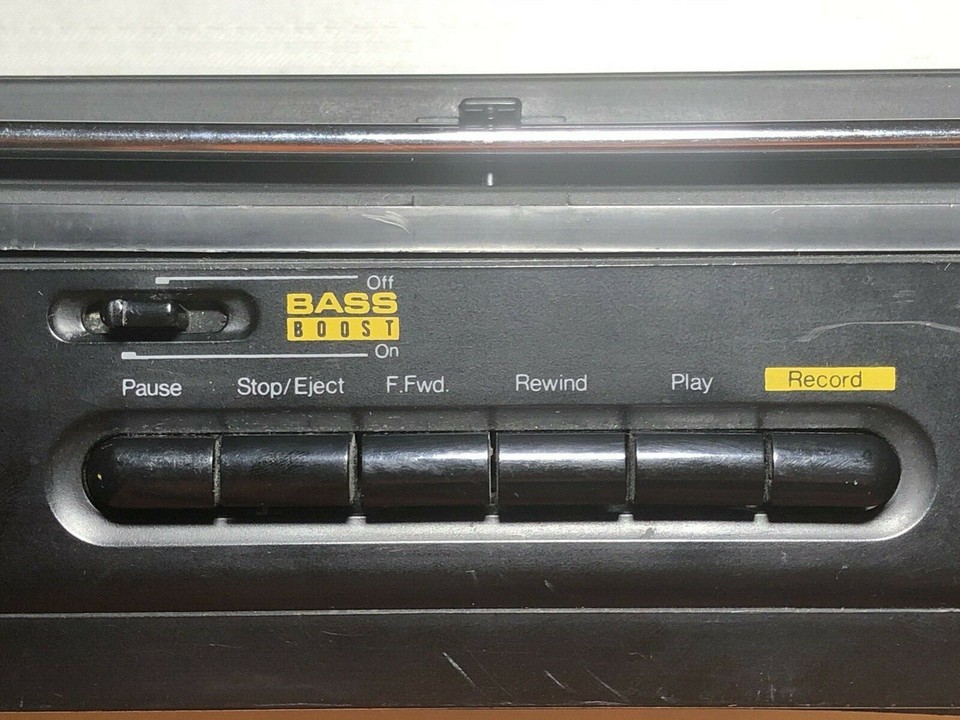 Off
BASS
BOOST
On
Pause Stop/Eject F.Fwd. Rewind Play Record